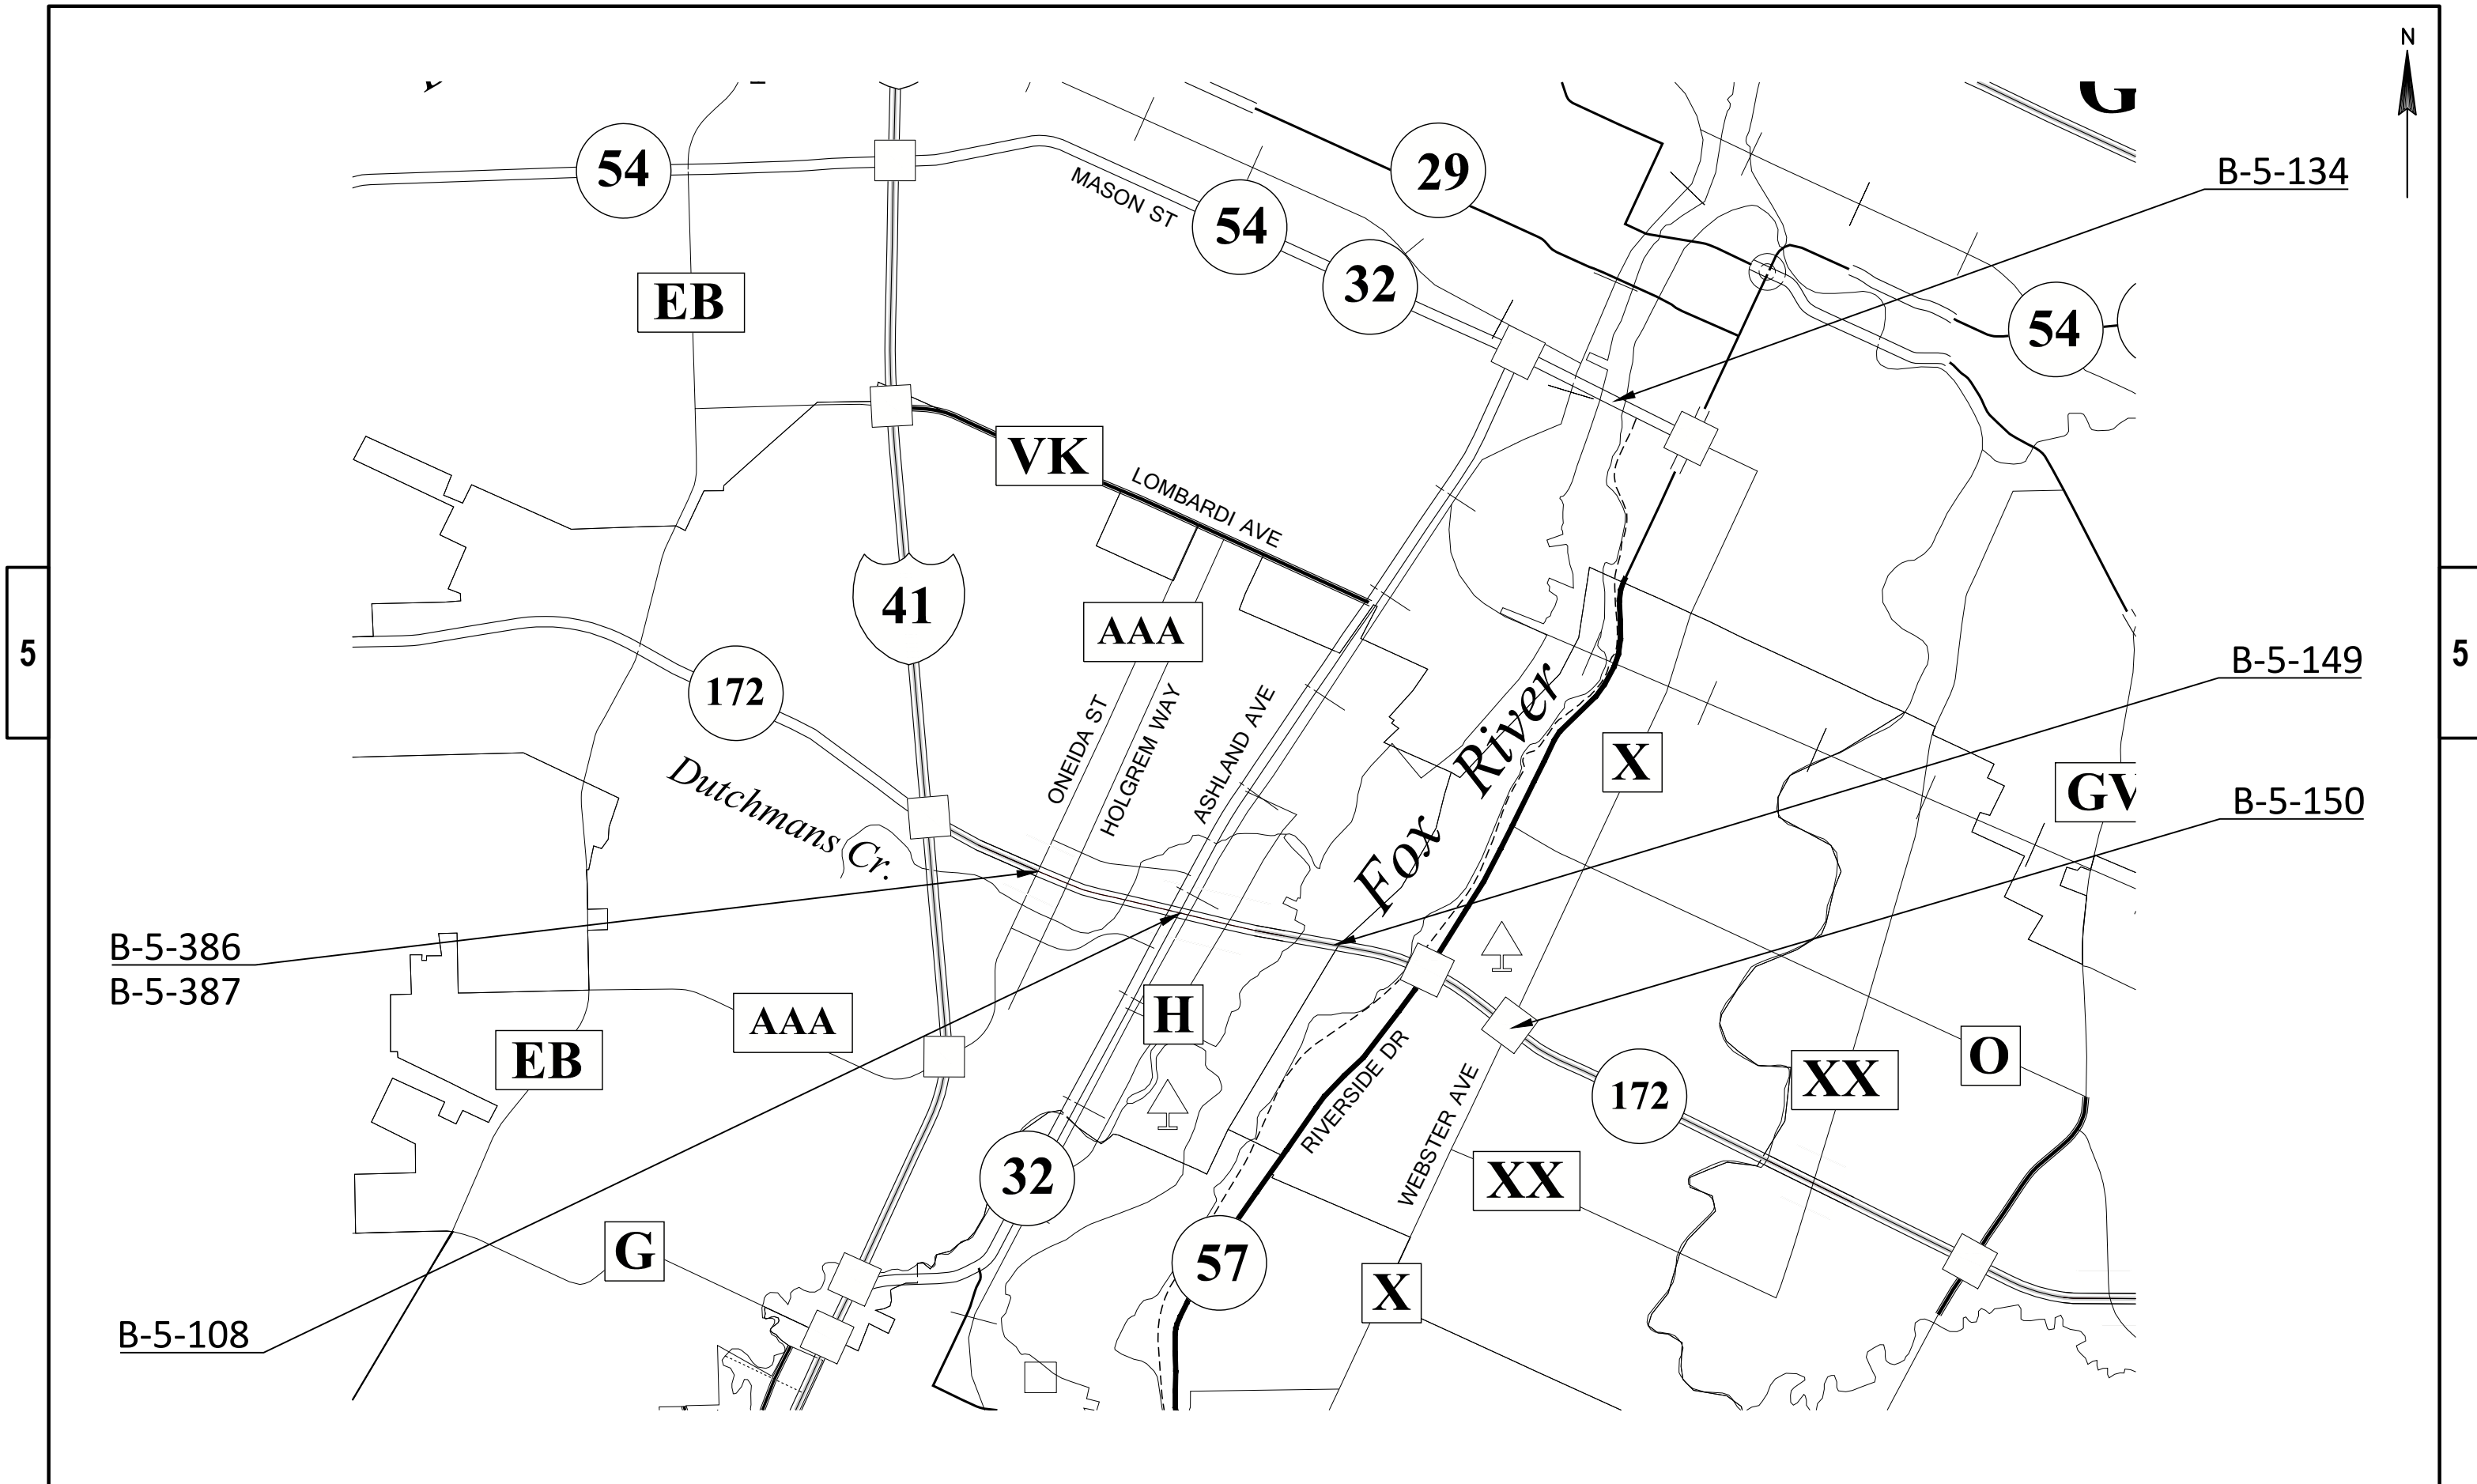 N
G
B-5-134
54
29
MASON ST
54
32
EB
54
VK
LOMBARDI AVE
41
AAA
5
5
B-5-149
172
ONEIDA ST
HOLGREM WAY
ASHLAND AVE
Fox River
X
GV
B-5-150
Dutchmans Cr.
B-5-386
B-5-387
AAA
H
EB
RIVERSIDE DR
WEBSTER AVE
172
XX
O
32
XX
G
57
X
B-5-108